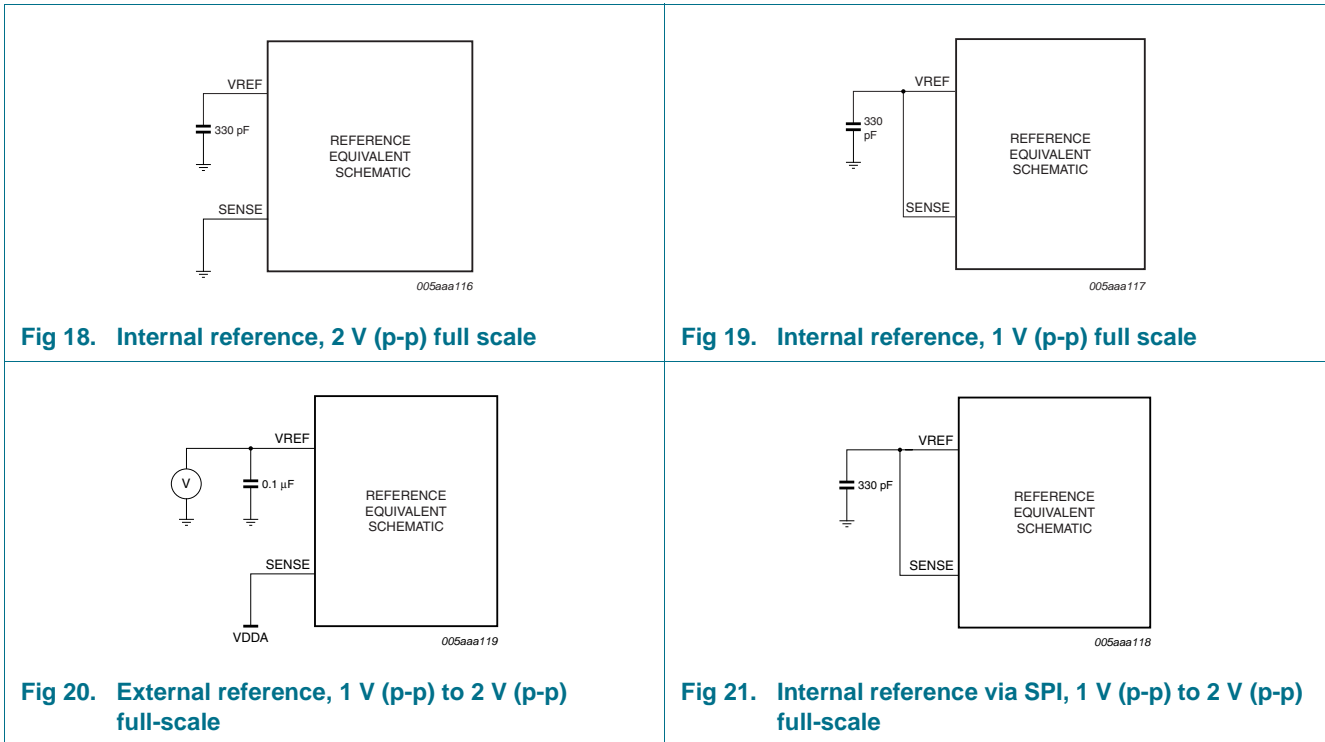 VREF
330 pF
REFERENCE
EQUIVALENT
SCHEMATIC
SENSE
005aaa116
Fig 18. Internal reference, 2 V (p-p) full scale
VREF
330
pF
REFERENCE
EQUIVALENT
SCHEMATIC
SENSE
005aaa117
Fig 19. Internal reference, 1 V (p-p) full scale
VREF
V
0.1 μF
REFERENCE
EQUIVALENT
SCHEMATIC
SENSE
VDDA
005aaa119
Fig 20. External reference, 1 V (p-p) to 2 V (p-p)
full-scale
VREF
330 pF
REFERENCE
EQUIVALENT
SCHEMATIC
SENSE
005aaa118
Fig 21. Internal reference via SPI, 1 V (p-p) to 2 V (p-p)
full-scale